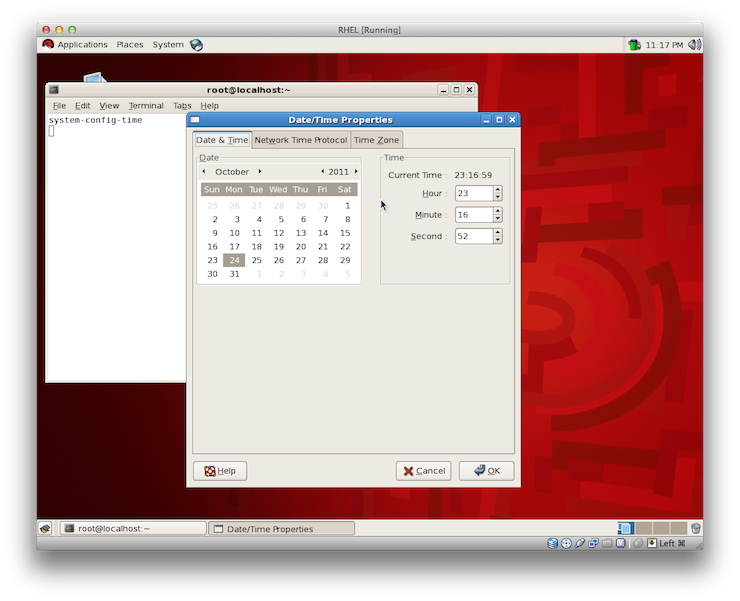 RHEL [Running]
Applications Places System 11:17 PM
root@localhost:~
File Edit View Terminal Tabs Help
system-config-time
Date/Time Properties
Date & Time Network Time Protocol Time Zone
Date
October 2011
Sun Mon Tue Wed Thu Fri Sat
25 26 27 28 29 30 1
2 3 4 5 6 7 8
9 10 11 12 13 14 15
16 17 18 19 20 21 22
23 24 25 26 27 28 29
30 31 1 2 3 4 5
Time
Current Time : 23:16:59
Hour : 23
Minute : 16
Second : 52
Help Cancel OK
root@localhost:~ Date/Time Properties
Left ⌘